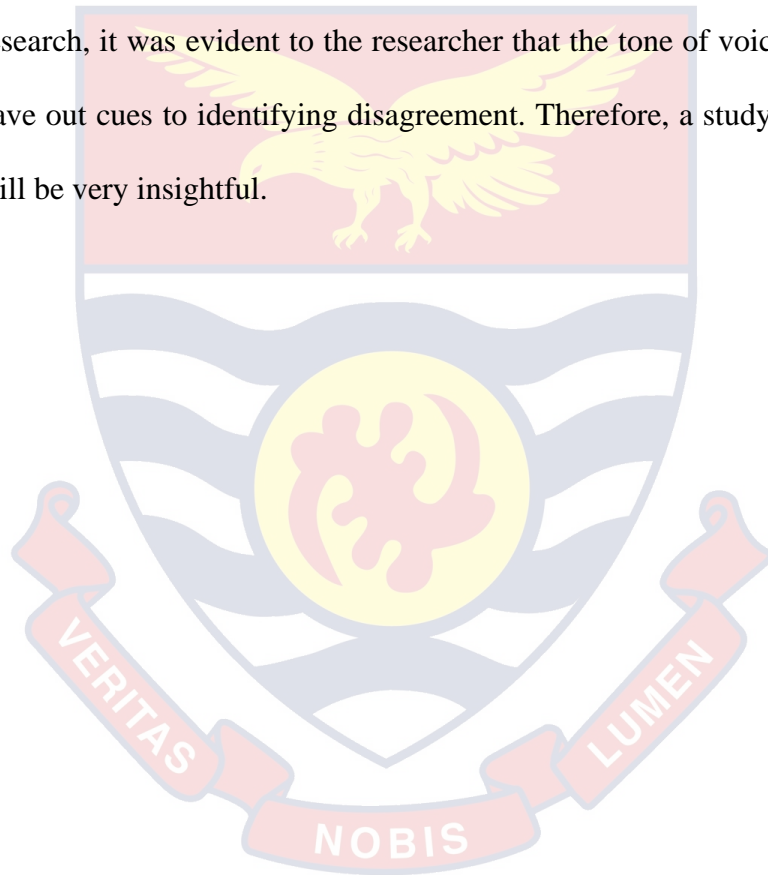 search, it was evident to the researcher that the tone of voic
ave out cues to identifying disagreement. Therefore, a study
ill be very insightful.
VERITAS
NOBIS
LUMEN